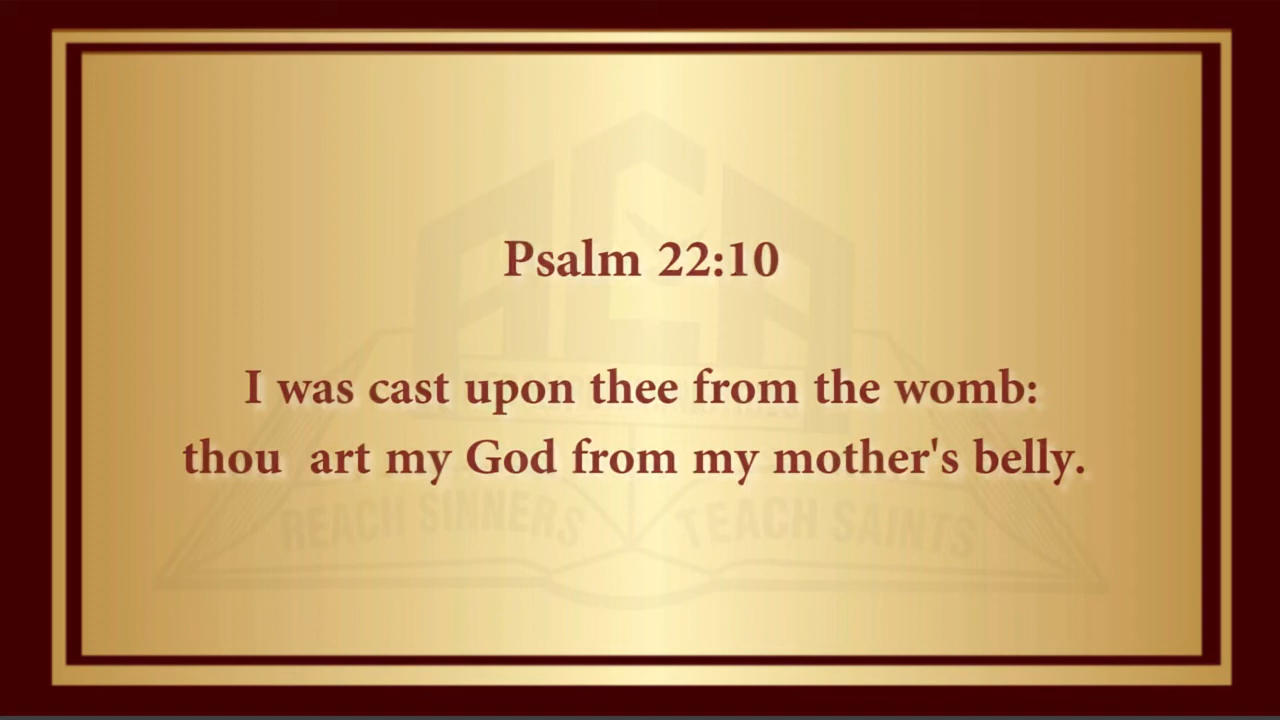 Psalm 22:10
I was cast upon thee from the womb:
thou art my God from my mother's belly.
REACH SINNERS TEACH SAINTS